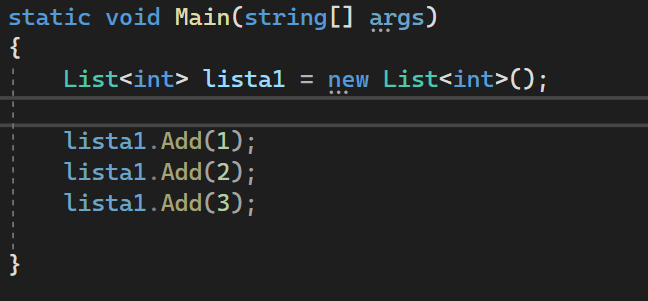 static void Main(string[] args)
{
    List<int> lista1 = new List<int>();
    lista1.Add(1);
    lista1.Add(2);
    lista1.Add(3);
}